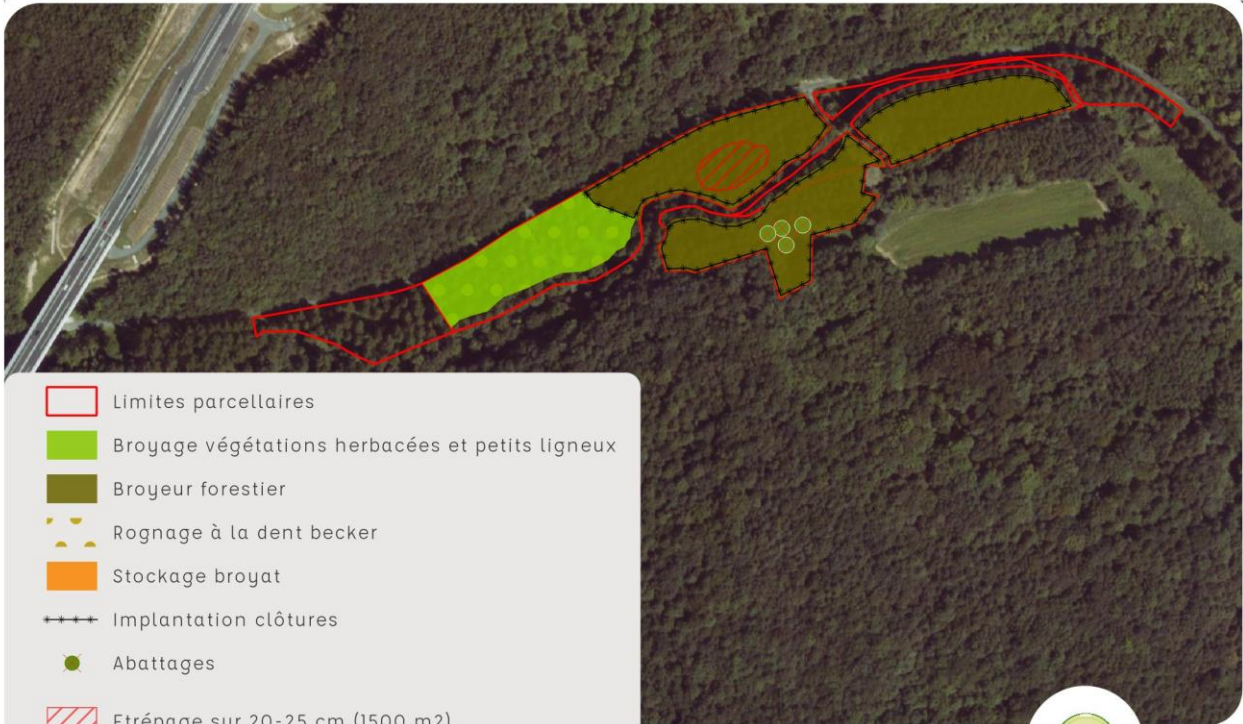 Limites parcellaires
Broyage végétations herbacées et petits ligneux
Broyeur forestier
Rognage à la dent becker
Stockage broyat
Implantation clôtures
Abattages
Etrépage sur 20-25 cm (1500 m2)